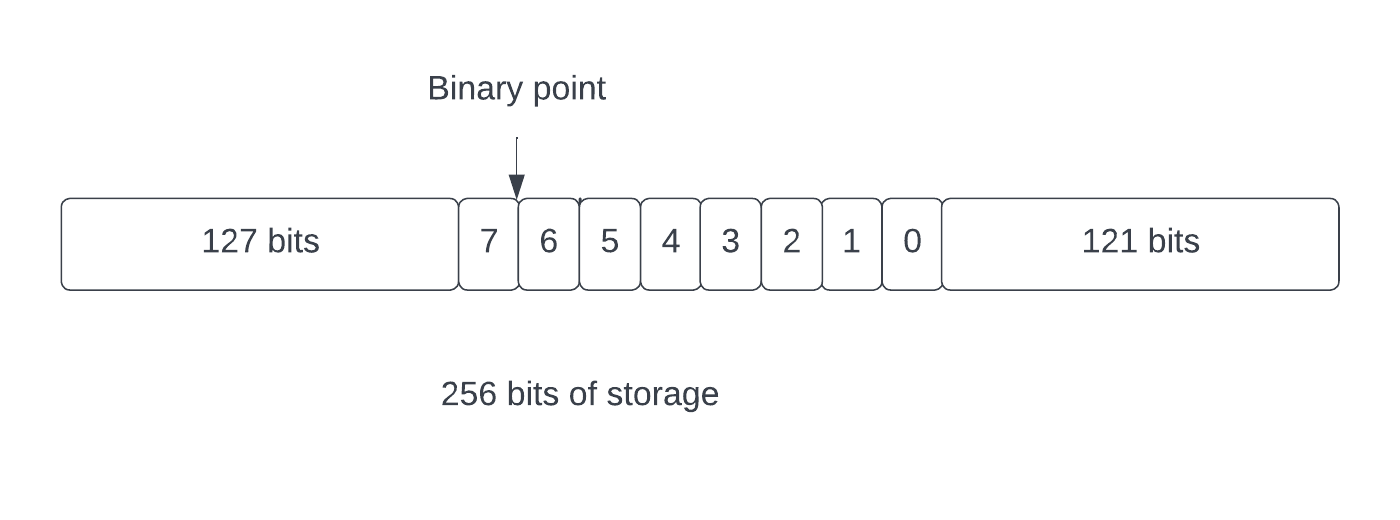 Binary point
127 bits 7 6 5 4 3 2 1 0 121 bits
256 bits of storage